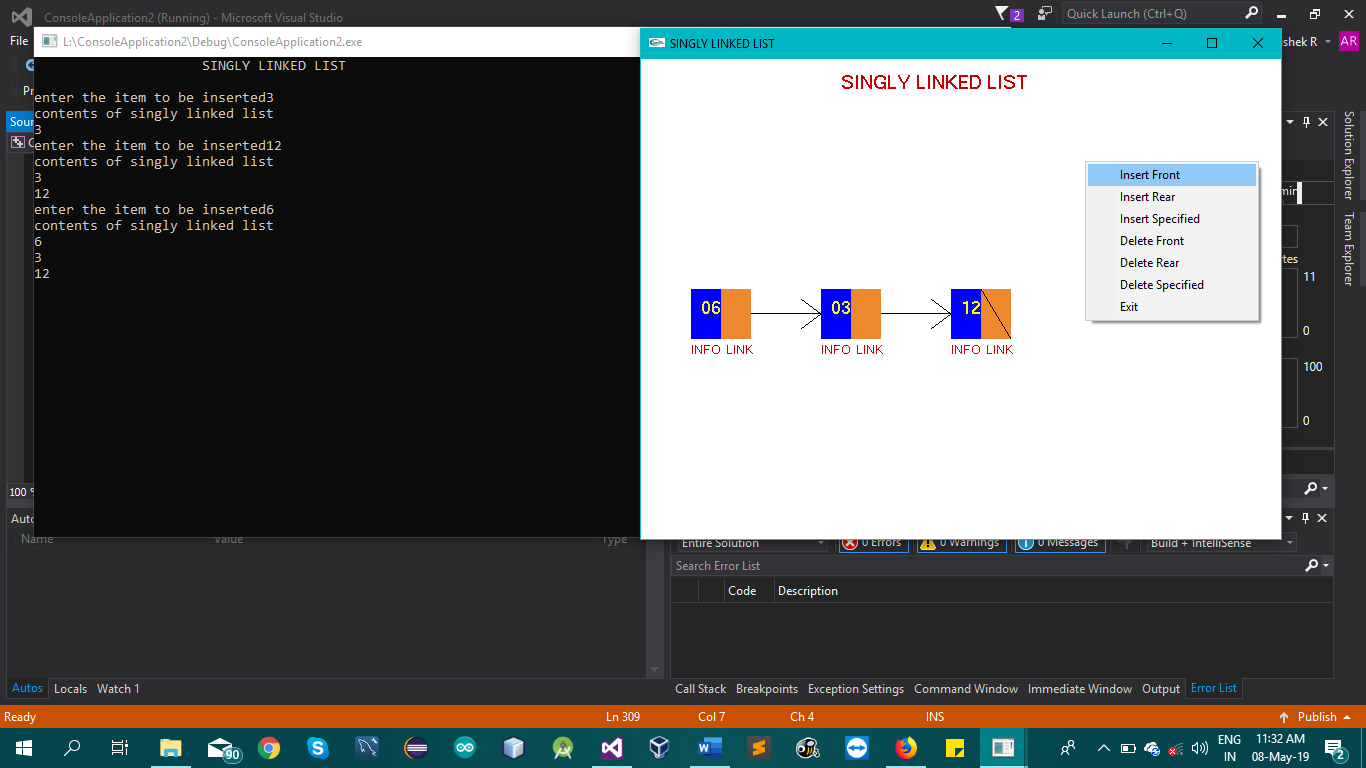 ConsoleApplication2 (Running) - Microsoft Visual Studio
2
Quick Launch (Ctrl+Q)
File
shek R
AR
L:\ConsoleApplication2\Debug\ConsoleApplication2.exe
SINGLY LINKED LIST
enter the item to be inserted3
contents of singly linked list
3
enter the item to be inserted12
contents of singly linked list
3
12
enter the item to be inserted6
contents of singly linked list
6
3
12
SINGLY LINKED LIST
SINGLY LINKED LIST
Insert Front
Insert Rear
Insert Specified
Delete Front
Delete Rear
Delete Specified
Exit
06
03
12
INFO LINK
INFO LINK
INFO LINK
Solution Explorer
Team Explorer
11
0
100
0
100 %
Name
Value
Type
Entire Solution
0 Errors
0 Warnings
0 Messages
Build + IntelliSense
Search Error List
Code
Description
Autos
Locals
Watch 1
Call Stack
Breakpoints
Exception Settings
Command Window
Immediate Window
Output
Error List
Ready
Ln 309
Col 7
Ch 4
INS
Publish
90
ENG
IN
11:32 AM
08-May-19
2